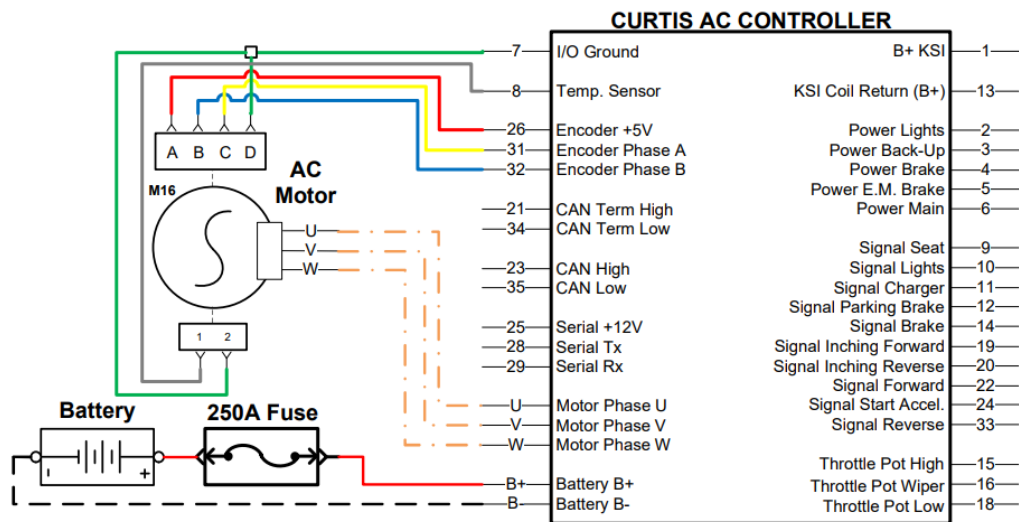 CURTIS AC CONTROLLER
7 I/O Ground B+ KSI 1
8 Temp. Sensor KSI Coil Return (B+) 13
26 Encoder +5V Power Lights 2
31 Encoder Phase A Power Back-Up 3
32 Encoder Phase B Power Brake 4
Power E.M. Brake 5
21 CAN Term High Power Main 6
34 CAN Term Low
Signal Seat 9
23 CAN High Signal Lights 10
35 CAN Low Signal Charger 11
Signal Parking Brake 12
25 Serial +12V Signal Brake 14
28 Serial Tx Signal Inching Forward 19
29 Serial Rx Signal Inching Reverse 20
Signal Forward 22
U Motor Phase U Signal Start Accel. 24
V Motor Phase V Signal Reverse 33
W Motor Phase W
Throttle Pot High 15
B+ Battery B+ Throttle Pot Wiper 16
B- Battery B- Throttle Pot Low 18
A B C D
M16
AC
Motor
U
V
W
1 2
Battery
- +
250A Fuse